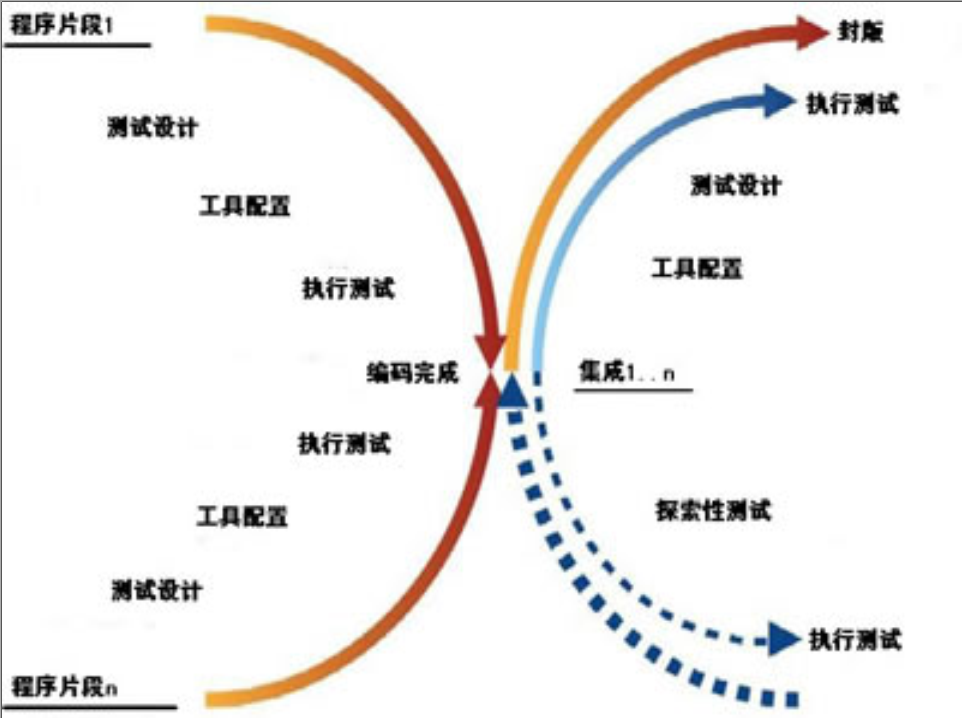 程序片段1
测试设计
工具配置
执行测试
编码完成
执行测试
工具配置
测试设计
程序片段n
封版
执行测试
测试设计
工具配置
集成1..n
探索性测试
执行测试